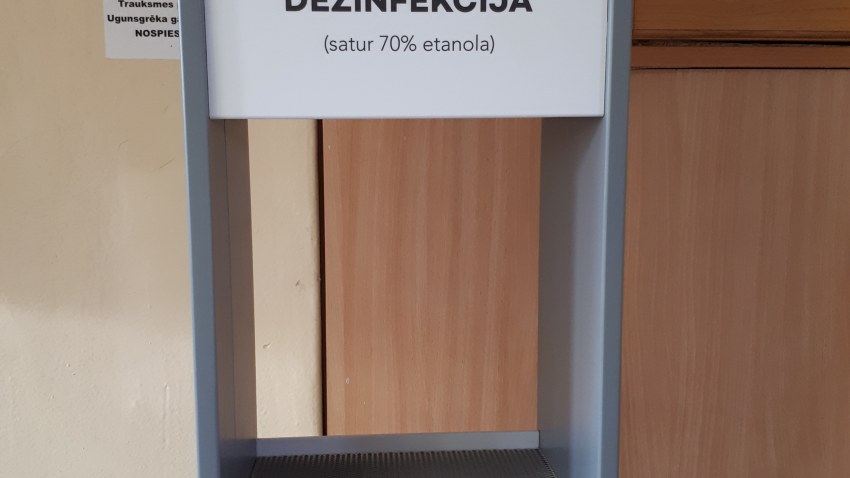 Trauksmes
Ugunsgrēka
NOSPIES
DEZINFEKCIJA
(satur 70% etanola)